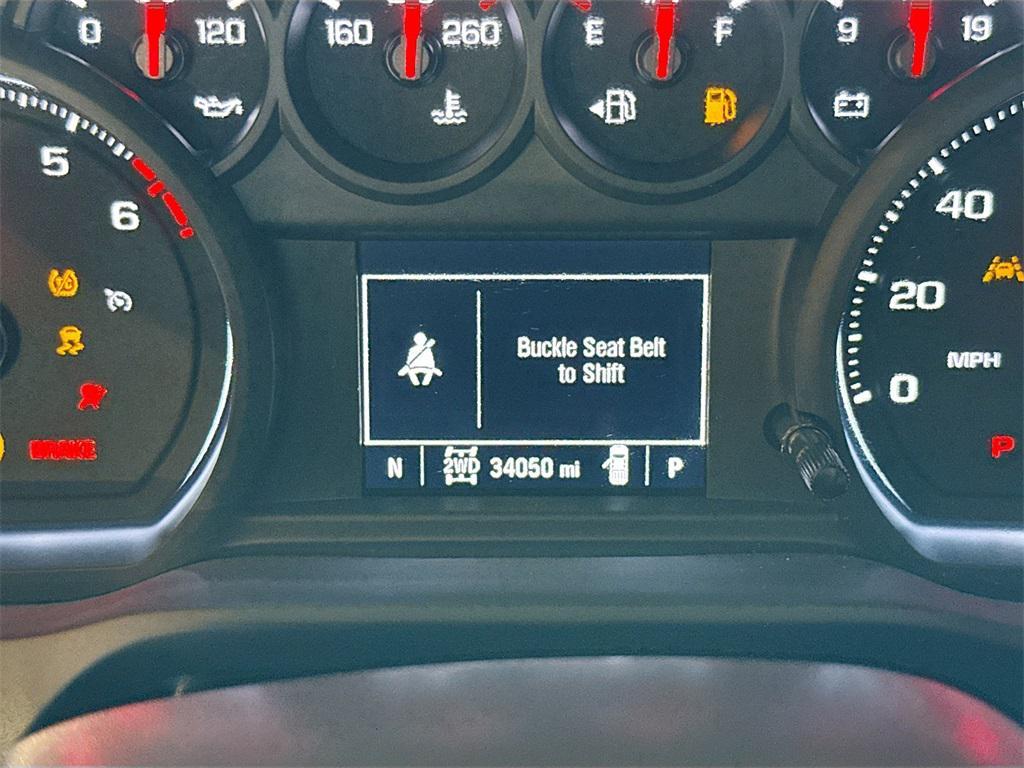 0 120
160 260
E F
9 19
5
6
40
20
MPH
0
BRAKE
P
Buckle Seat Belt
to Shift
N 2WD 34050 mi P